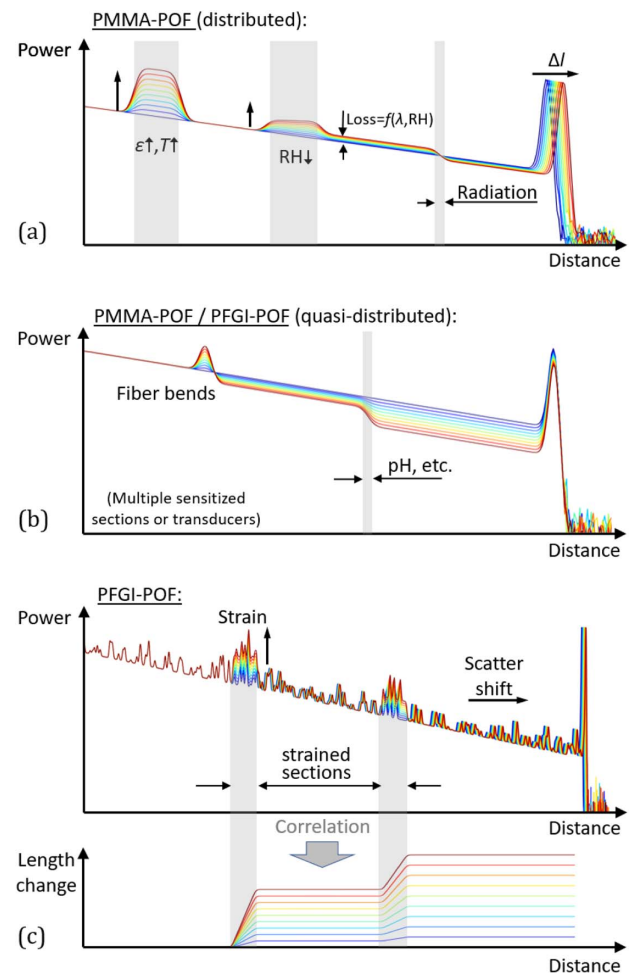 PMMA-POF (distributed):
Power
Δl
Loss=f(λ,RH)
ε↑,T↑
RH↓
Radiation
(a)
Distance
PMMA-POF / PFGI-POF (quasi-distributed):
Power
Fiber bends
pH, etc.
(Multiple sensitized
sections or transducers)
(b)
Distance
PFGI-POF:
Power
Strain
Scatter
shift
strained
sections
Distance
Correlation
Length
change
(c)
Distance